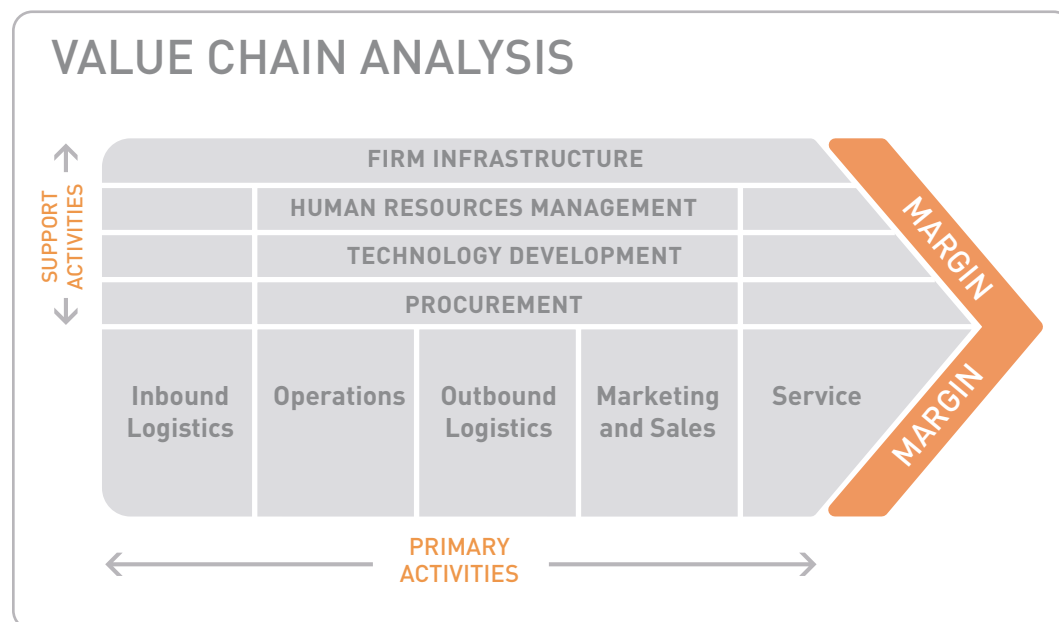 VALUE CHAIN ANALYSIS
SUPPORT
ACTIVITIES
FIRM INFRASTRUCTURE
HUMAN RESOURCES MANAGEMENT
TECHNOLOGY DEVELOPMENT
PROCUREMENT
Inbound
Logistics
Operations
Outbound
Logistics
Marketing
and Sales
Service
MARGIN
MARGIN
PRIMARY
ACTIVITIES